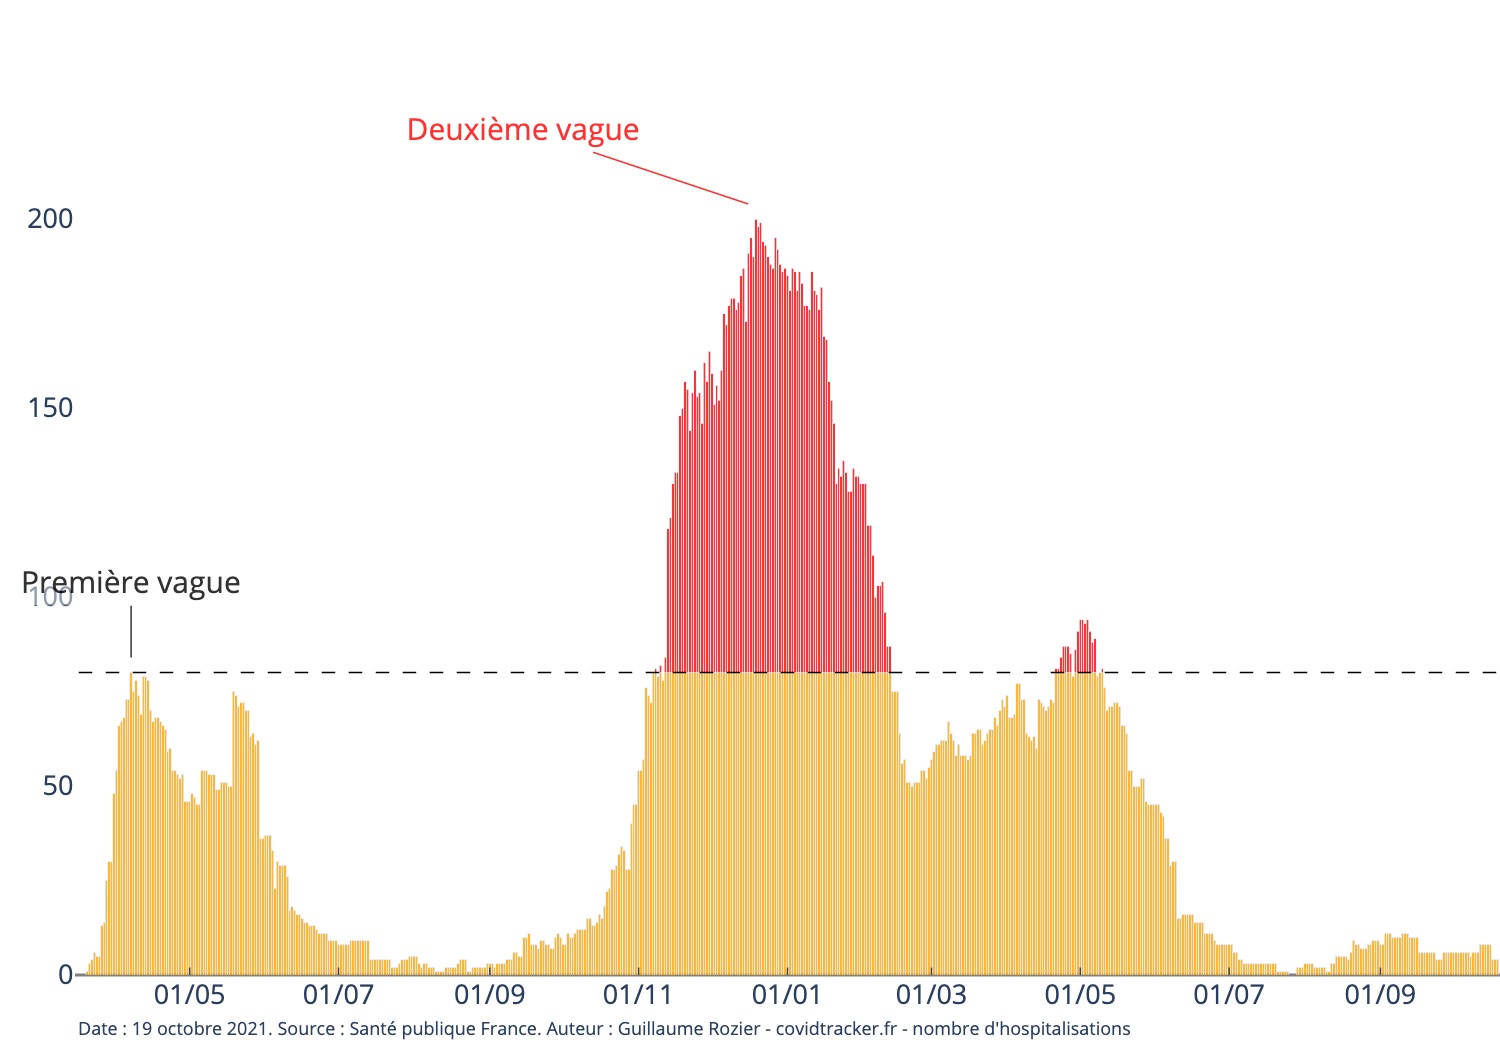 Deuxième vague
200
150
Première vague
100
50
0
01/05 01/07 01/09 01/11 01/01 01/03 01/05 01/07 01/09
Date : 19 octobre 2021. Source : Santé publique France. Auteur : Guillaume Rozier - covidtracker.fr - nombre d'hospitalisations